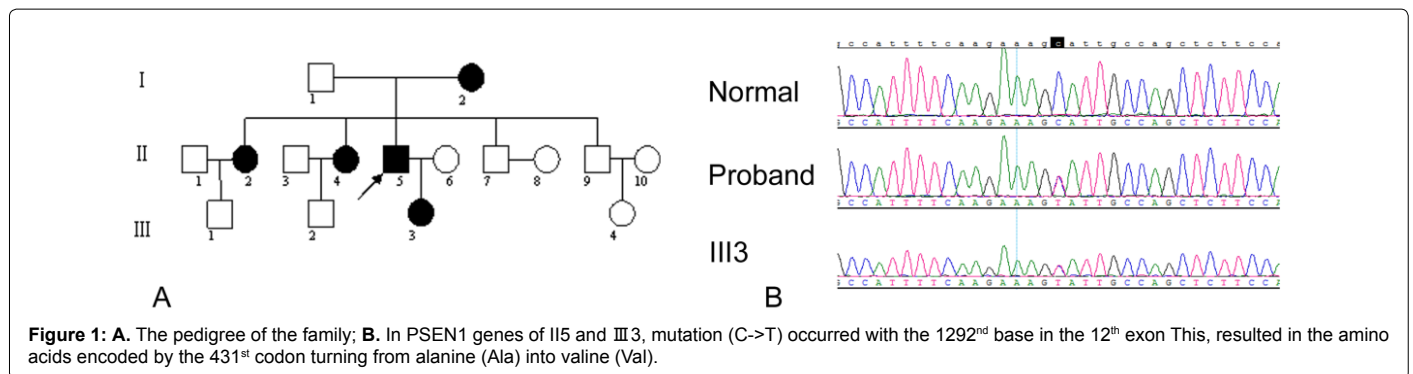 I
1 2
II
1 2 3 4 5 6 7 8 9 10
III
1 2 3 4
A
g c c a t t t t c a a g a a a g c a t t g c c a g c t c t t c c a
Normal
G C C A T T T T C A A G A A A G C A T T G C C A G C T C T T C C A
Proband
G C C A T T T T C A A G A A A G T A T T G C C A G C T C T T C C A
III3
G C C A T T T T C A A G A A A G T A T T G C C A G C T C T T C C A
B
Figure 1: A. The pedigree of the family; B. In PSEN1 genes of II5 and Ⅲ3, mutation (C->T) occurred with the 1292nd base in the 12th exon This, resulted in the amino
acids encoded by the 431st codon turning from alanine (Ala) into valine (Val).